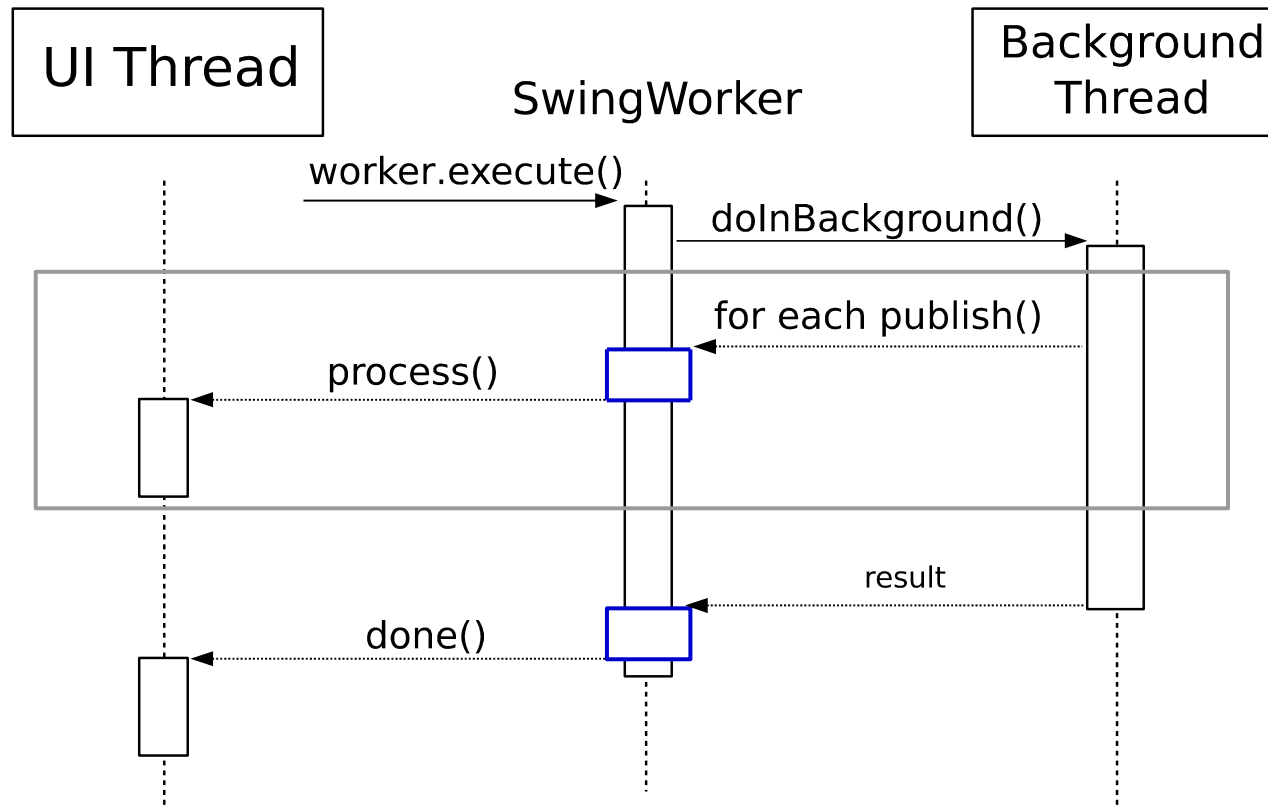 UI Thread
SwingWorker
Background
Thread
worker.execute()
doInBackground()
for each publish()
process()
result
done()